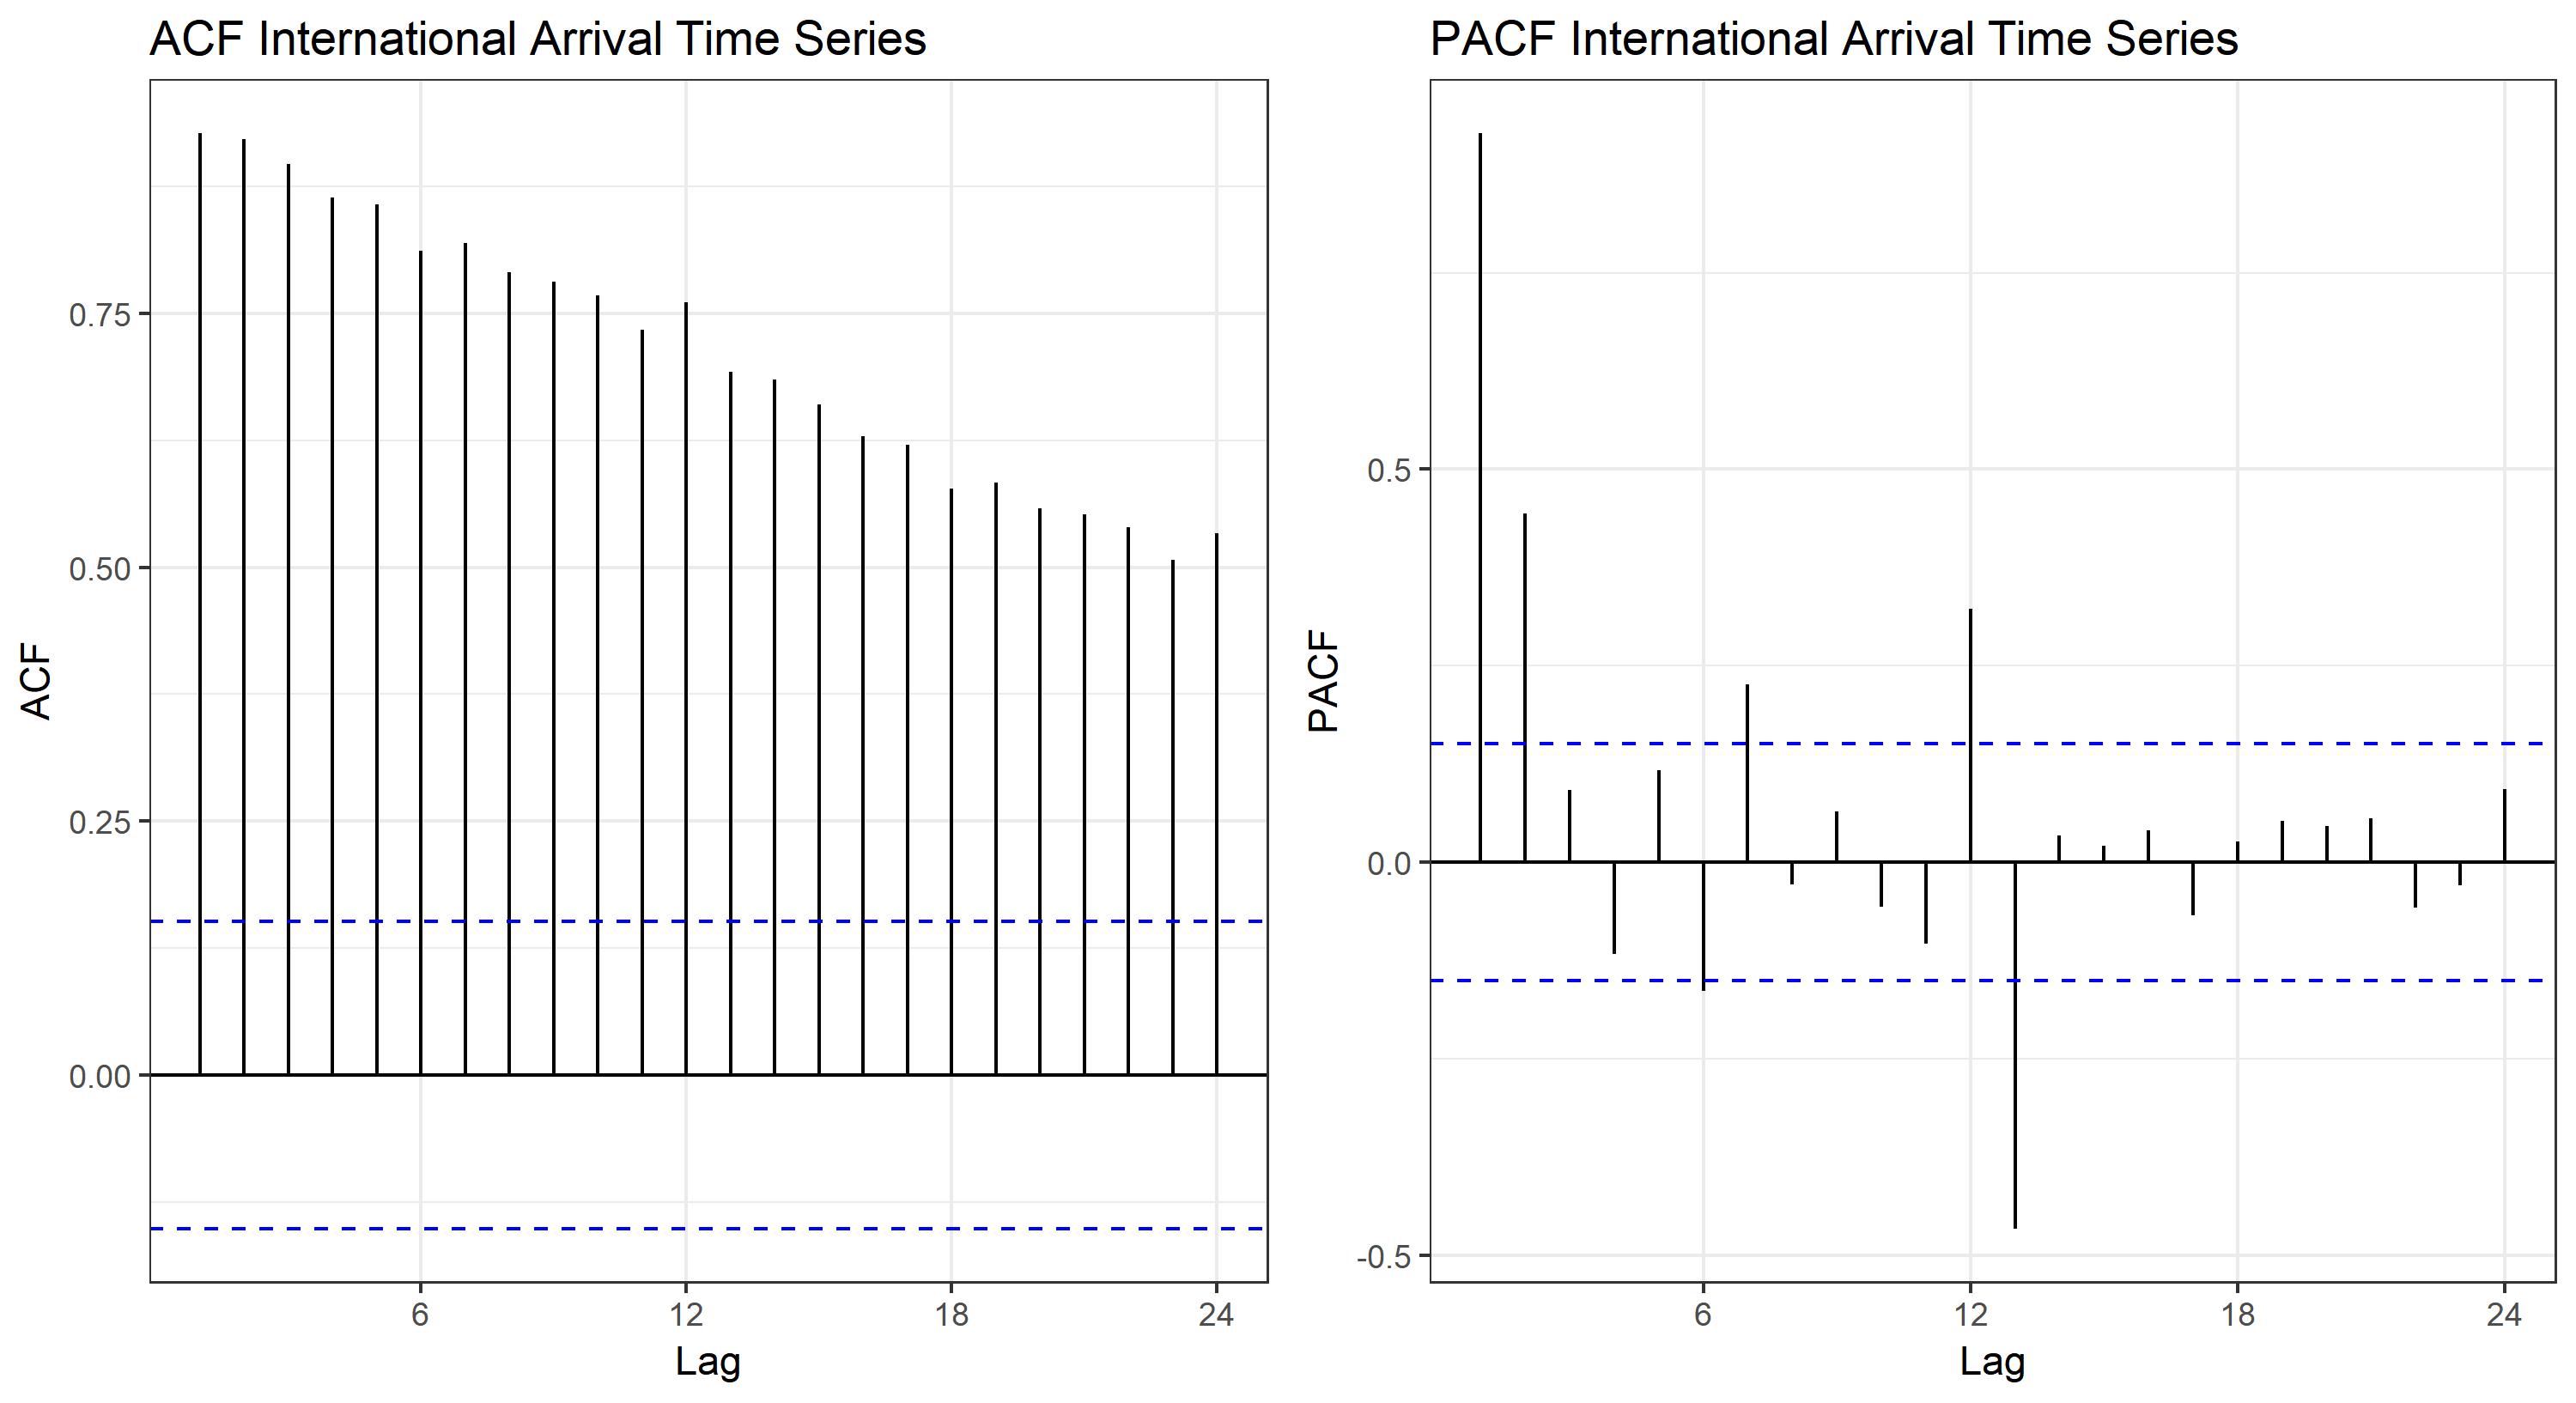 ACF International Arrival Time Series
ACF
0.75
0.50
0.25
0.00
6 12 18 24
Lag
PACF International Arrival Time Series
PACF
0.5
0.0
-0.5
6 12 18 24
Lag